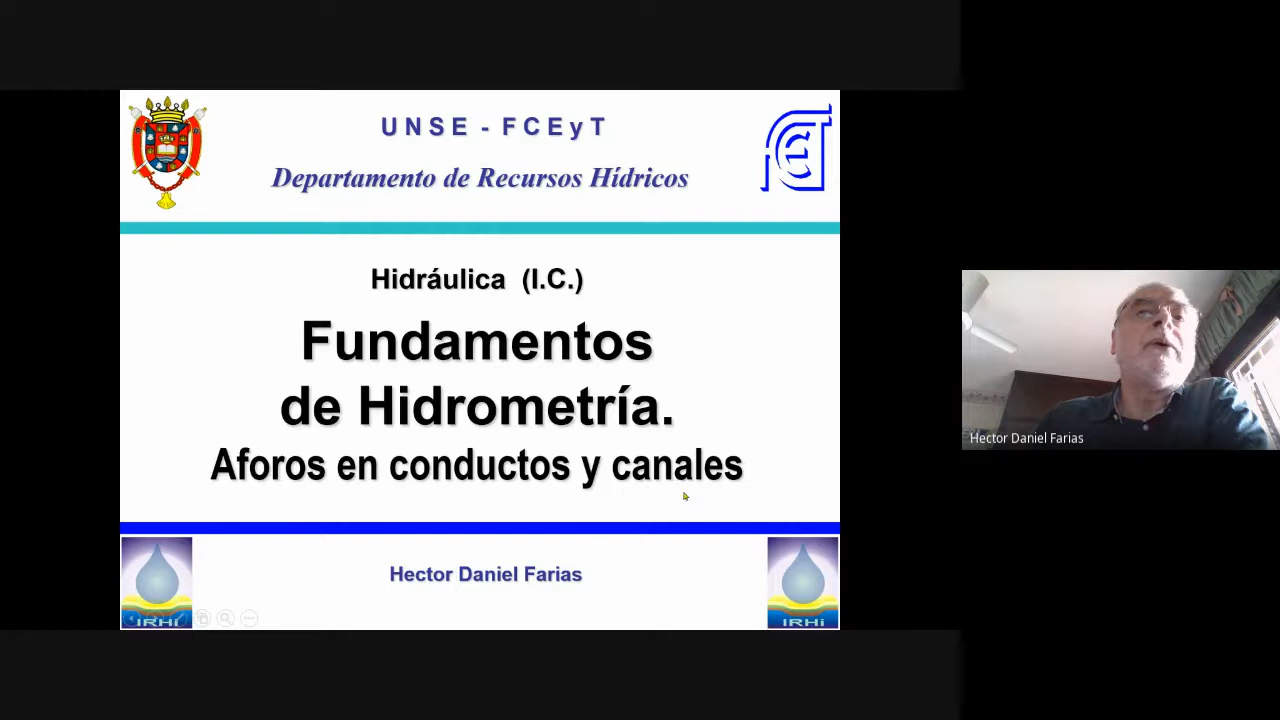 UNSE - FCEyT
Departamento de Recursos Hídricos
Hidráulica (I.C.)
Fundamentos
de Hidrometría.
Aforos en conductos y canales
Hector Daniel Farias
IRHi
IRHi
Hector Daniel Farias